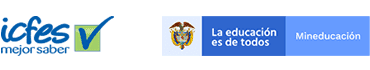 icfes
mejor saber
La educación
es de todos
Mineducación